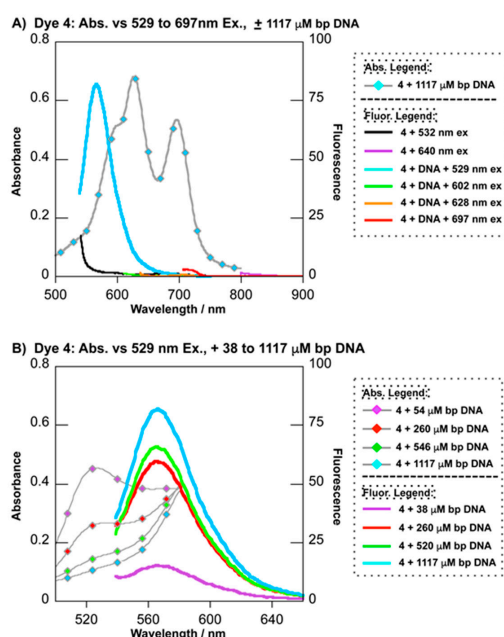 A) Dye 4: Abs. vs 529 to 697nm Ex., ± 1117 μM bp DNA
0.8
0.6
0.4
0.2
0
Absorbance
100
75
50
25
0
Fluorescence
500 600 700 800 900
Wavelength / nm
Abs. Legend:
4 + 1117 μM bp DNA
Fluor. Legend:
4 + 532 nm ex
4 + 640 nm ex
4 + DNA + 529 nm ex
4 + DNA + 602 nm ex
4 + DNA + 628 nm ex
4 + DNA + 697 nm ex
B) Dye 4: Abs. vs 529 nm Ex., + 38 to 1117 μM bp DNA
0.8
0.6
0.4
0.2
0
Absorbance
100
75
50
25
0
Fluorescence
520 560 600 640
Wavelength / nm
Abs. Legend:
4 + 54 μM bp DNA
4 + 260 μM bp DNA
4 + 546 μM bp DNA
4 + 1117 μM bp DNA
Fluor. Legend:
4 + 38 μM bp DNA
4 + 260 μM bp DNA
4 + 520 μM bp DNA
4 + 1117 μM bp DNA